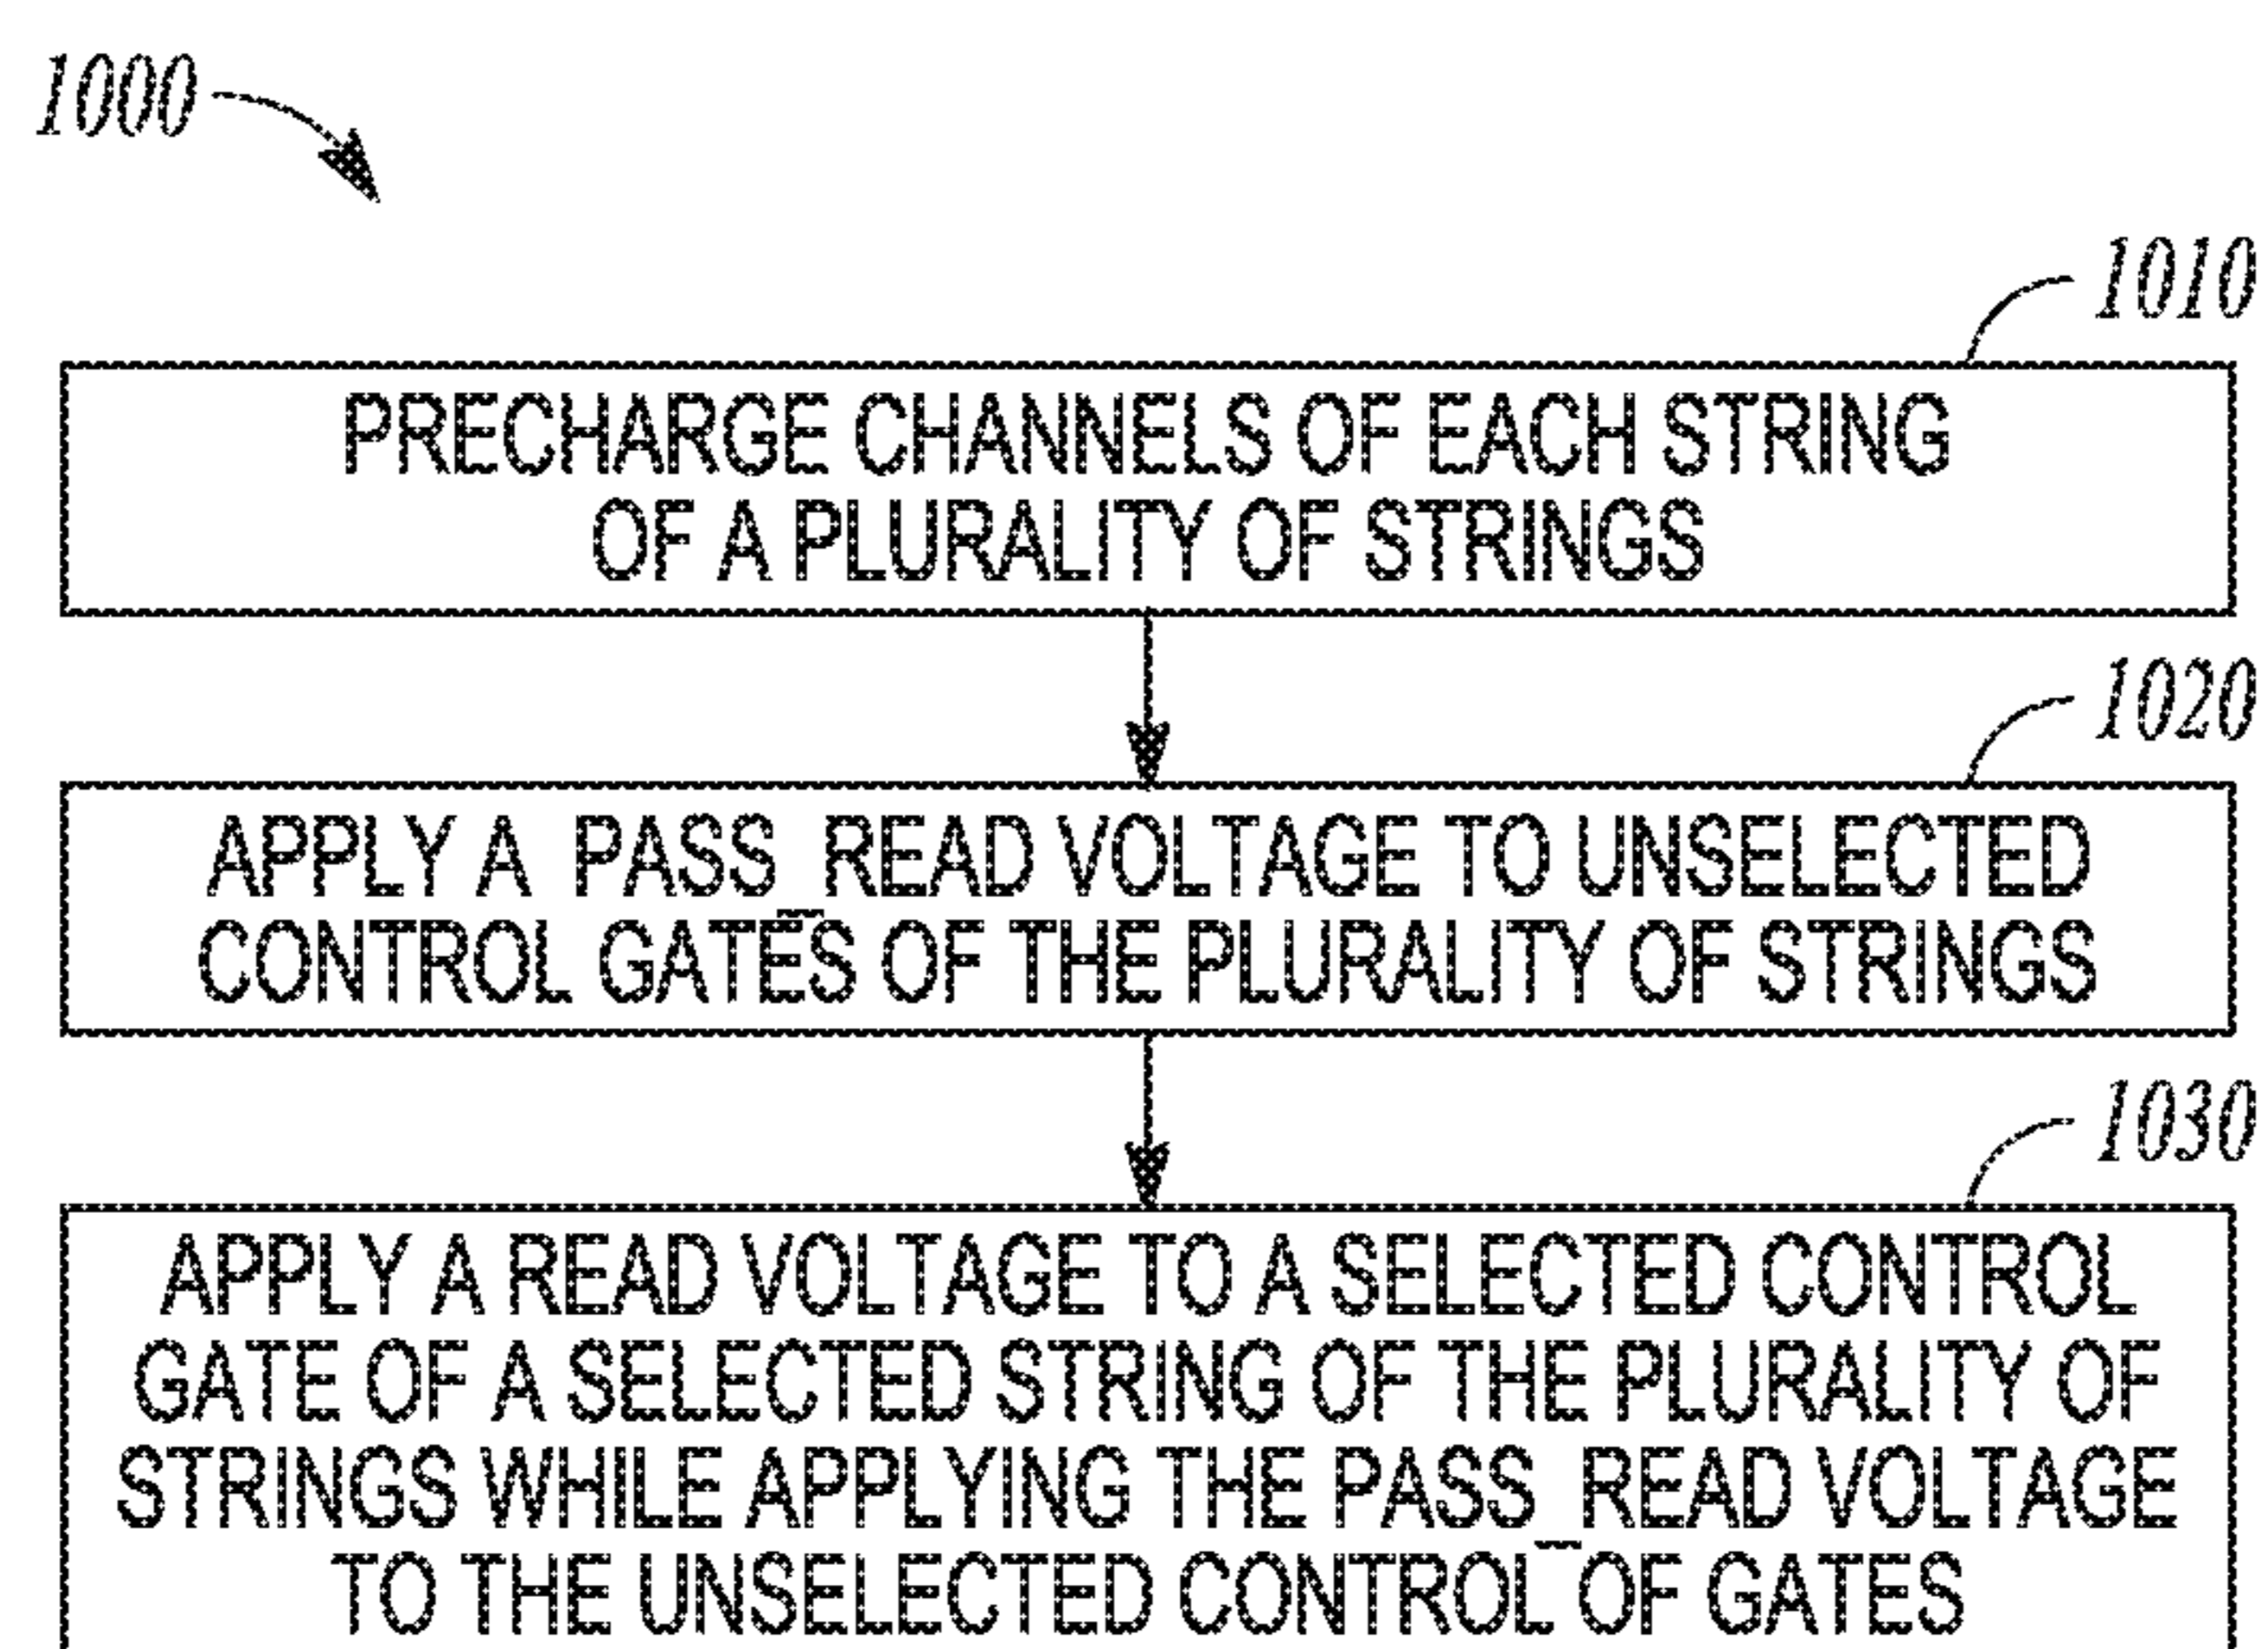 1000
1010
PRECHARGE CHANNELS OF EACH STRING
OF A PLURALITY OF STRINGS
1020
APPLY A PASS_READ VOLTAGE TO UNSELECTED
CONTROL GATES OF THE PLURALITY OF STRINGS
1030
APPLY A READ VOLTAGE TO A SELECTED CONTROL
GATE OF A SELECTED STRING OF THE PLURALITY OF
STRINGS WHILE APPLYING THE PASS_READ VOLTAGE
TO THE UNSELECTED CONTROL OF GATES